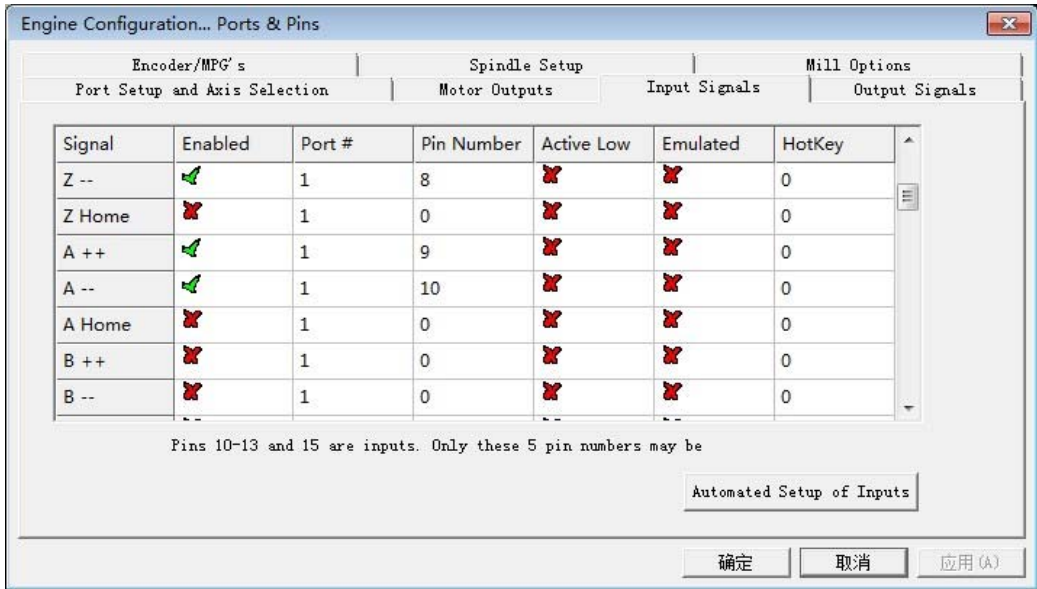 Engine Configuration... Ports & Pins
Encoder/MPG's Spindle Setup Mill Options
Port Setup and Axis Selection Motor Outputs Input Signals Output Signals
Signal Enabled Port # Pin Number Active Low Emulated HotKey
Z -- 1 8 0
Z Home 1 0 0
A ++ 1 9 0
A -- 1 10 0
A Home 1 0 0
B ++ 1 0 0
B -- 1 0 0
Pins 10-13 and 15 are inputs. Only these 5 pin numbers may be
Automated Setup of Inputs
确定 取消 应用(A)